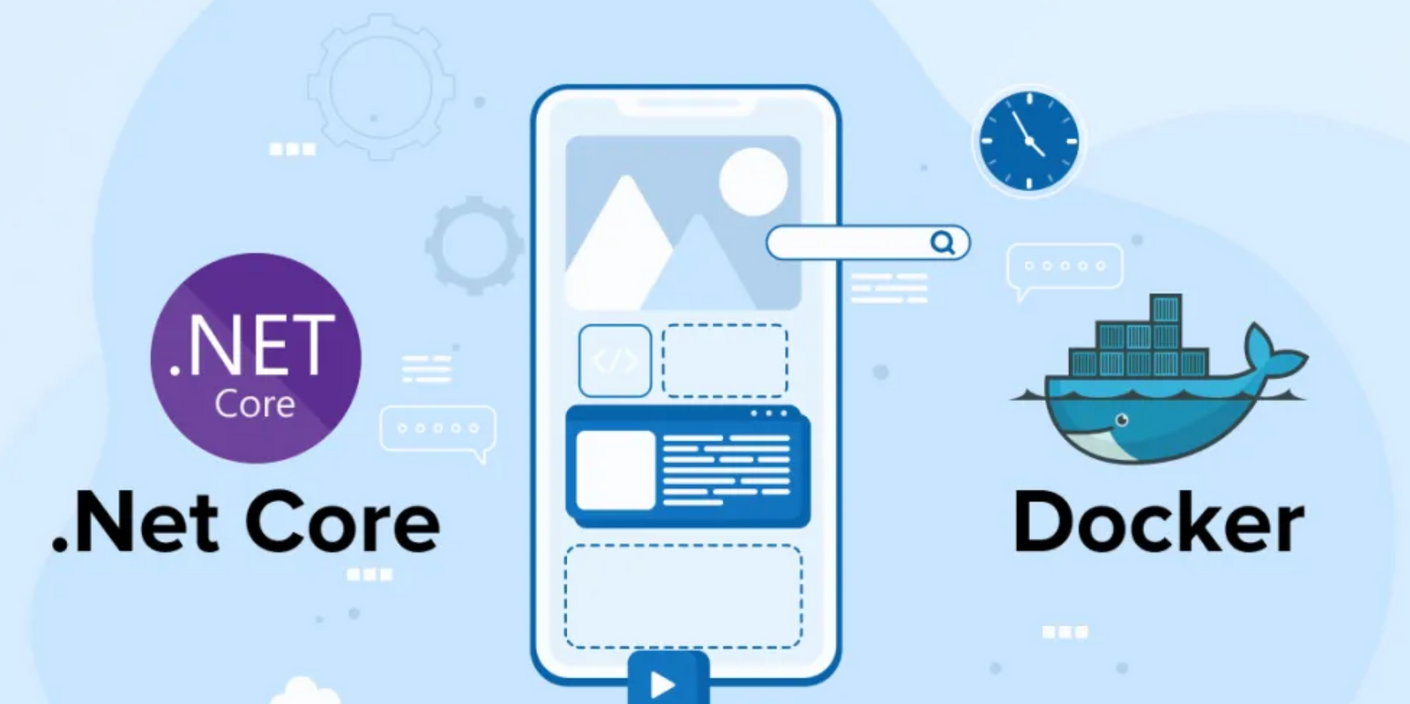 .NET
Core
</>
.Net Core
Docker